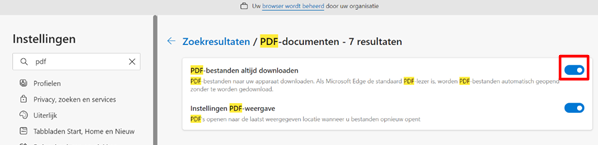 Uw browser wordt beheerd door uw organisatie
Instellingen
pdf
Profielen
Privacy, zoeken en services
Uiterlijk
Tabbladen Start, Home en Nieuw
Zoekresultaten / PDF-documenten - 7 resultaten
PDF-bestanden altijd downloaden
PDF-bestanden naar uw apparaat downloaden. Als Microsoft Edge de standaard PDF-lezer is, worden PDF-bestanden automatisch geopend
zonder te worden gedownload.
Instellingen PDF-weergave
PDF's openen naar de laatst weergegeven locatie wanneer u bestanden opnieuw opent